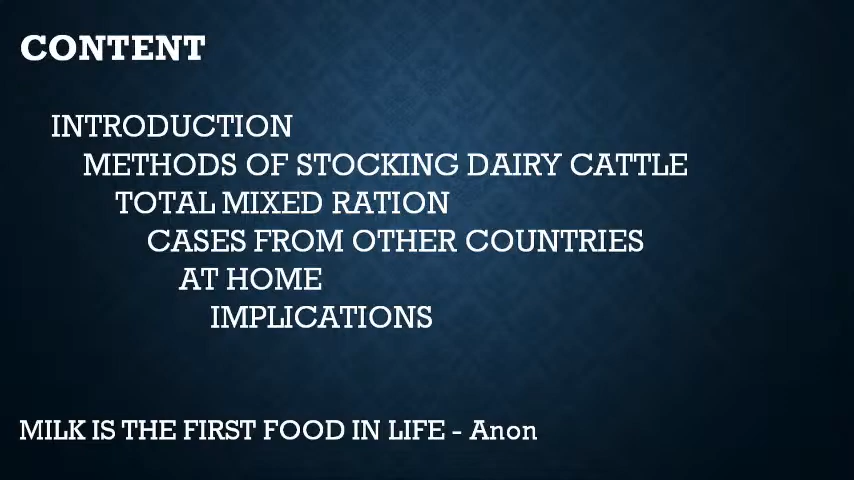 CONTENT
INTRODUCTION
METHODS OF STOCKING DAIRY CATTLE
TOTAL MIXED RATION
CASES FROM OTHER COUNTRIES
AT HOME
IMPLICATIONS
MILK IS THE FIRST FOOD IN LIFE - Anon